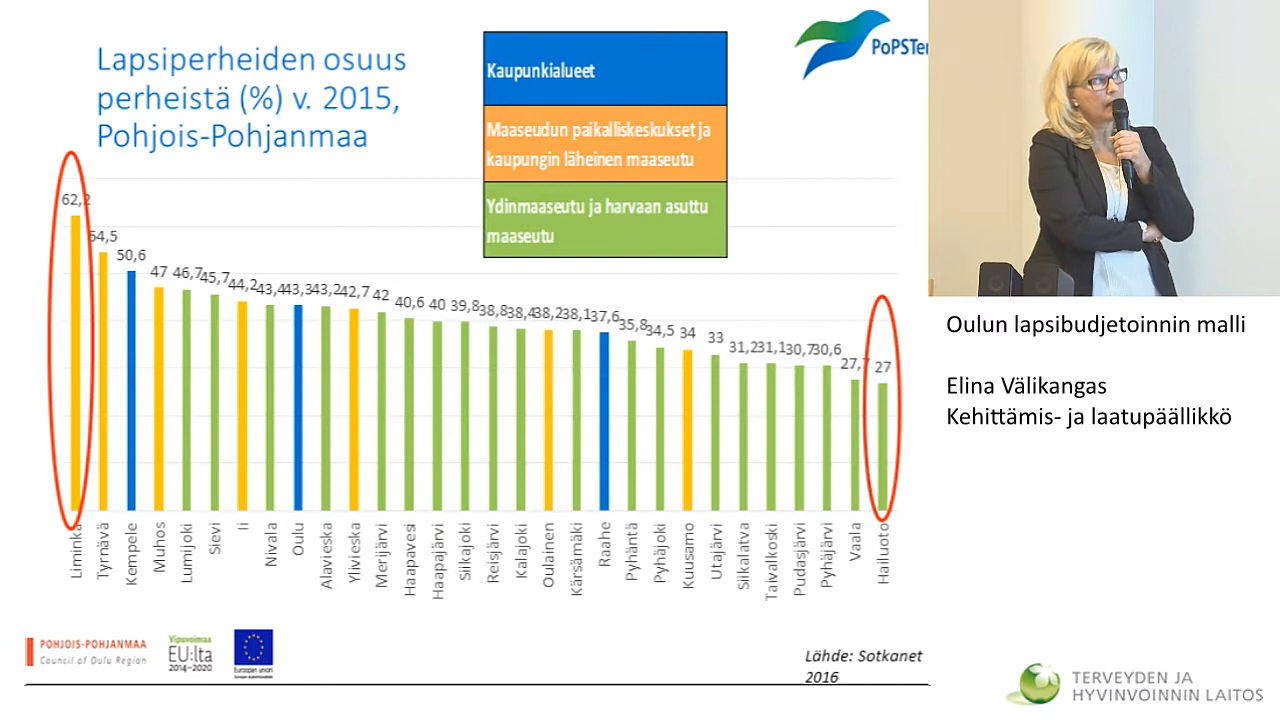 Lapsiperheiden osuus
perheistä (%) v. 2015,
Pohjois-Pohjanmaa
Kaupunkialueet
Maaseudun paikalliskeskukset ja
kaupungin läheinen maaseutu
Ydinmaaseutu ja harvaan asuttu
maaseutu
62,2
54,5
50,6
47
46,7
45,7
44,2
43,4
43,3
43,2
42,7
42
40,6
40
39,8
38,8
38,4
38,2
38,1
37,6
35,8
34,5
34
33
31,2
31,1
30,7
30,6
27,7
27
Liminka
Tyrnävä
Kempele
Muhos
Lumijoki
Sievi
Ii
Nivala
Oulu
Alavieska
Ylivieska
Merijärvi
Haapavesi
Haapajärvi
Siikajoki
Reisjärvi
Kalajoki
Oulainen
Kärsämäki
Raahe
Pyhäntä
Pyhäjoki
Kuusamo
Utajärvi
Siikalatva
Taivalkoski
Pudasjärvi
Pyhäjärvi
Vaala
Hailuoto
POHJOIS-POHJANMAA
Council of Oulu Region
Vipuvoimaa
EU:lta
2014–2020
Euroopan unioni
Lähde: Sotkanet
2016
Oulun lapsibudjetoinnin malli
Elina Välikangas
Kehittämis- ja laatupäällikkö
TERVEYDEN JA
HYVINVOINNIN LAITOS